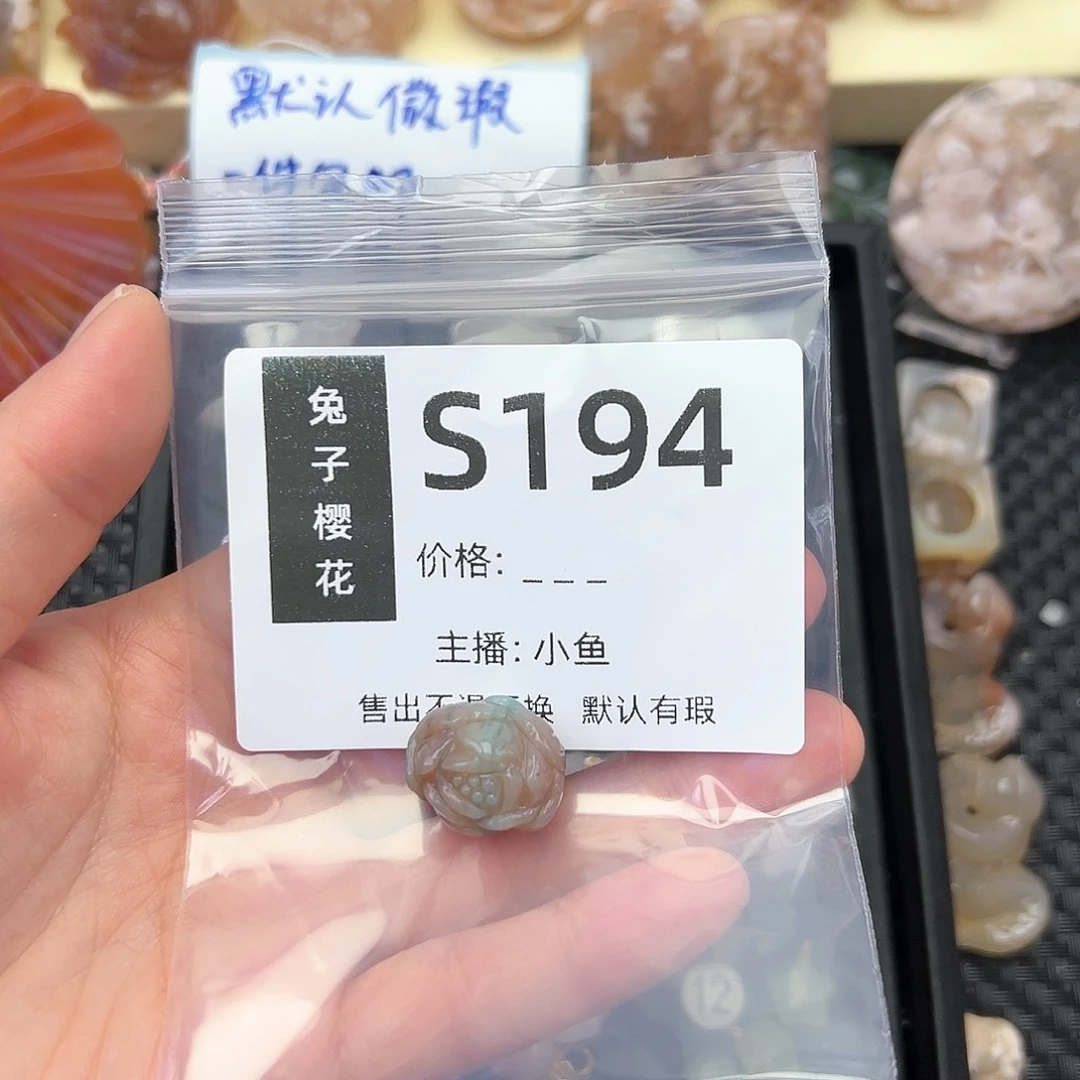 默认微瑕
兔子樱花
S194
价格: _ _ _
主播: 小鱼
售出不退不换 默认有瑕
12